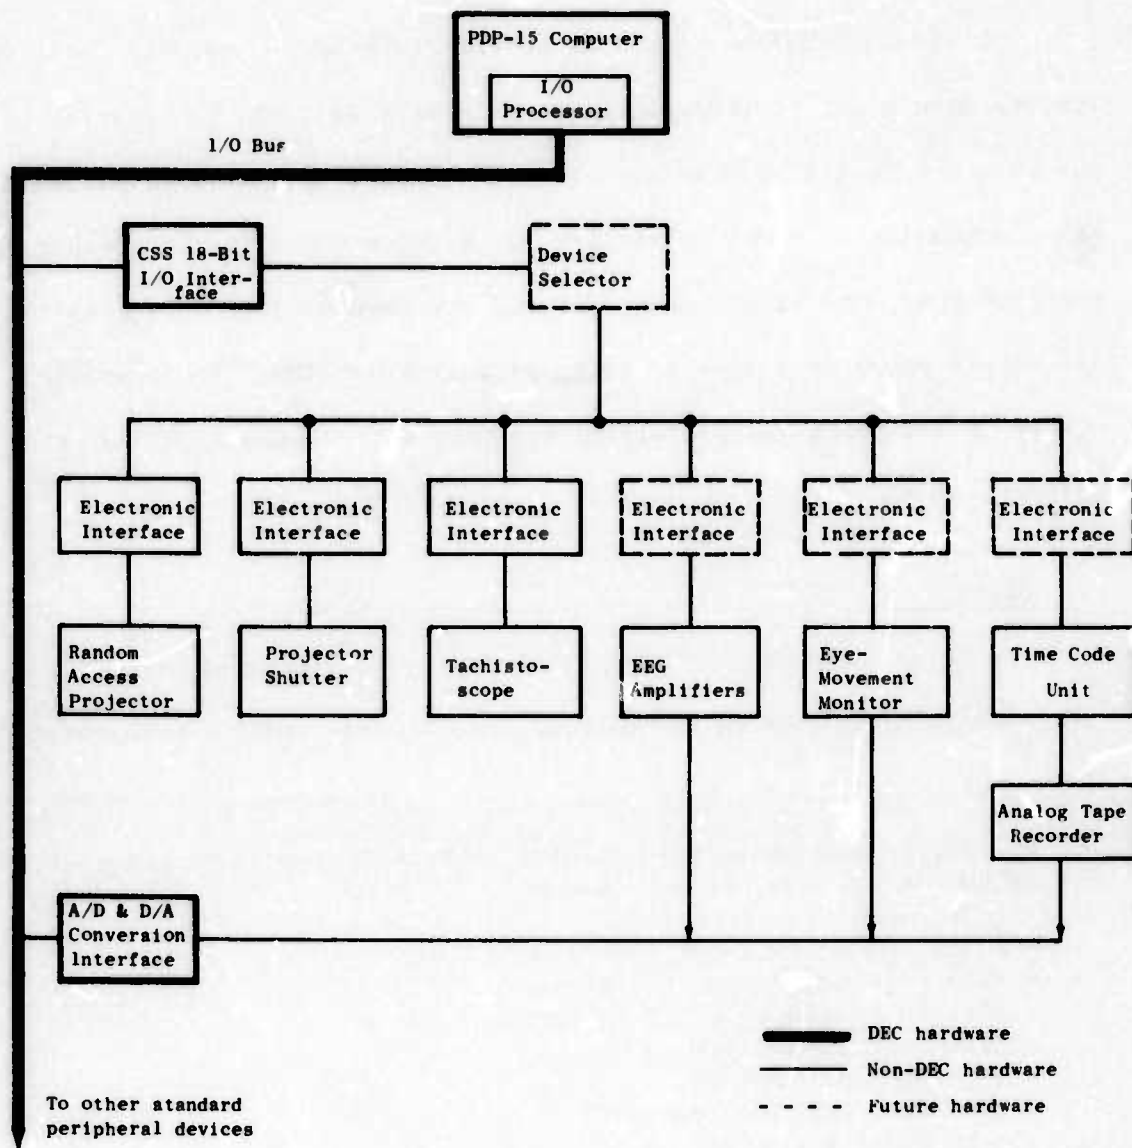 PDP-15 Computer
I/O
Processor
I/O Bus
CSS 18-Bit
I/O Inter-
face
Device
Selector
Electronic
Interface
Electronic
Interface
Electronic
Interface
Electronic
Interface
Electronic
Interface
Electronic
Interface
Random
Access
Projector
Projector
Shutter
Tachisto-
scope
EEG
Amplifiers
Eye-
Movement
Monitor
Time Code
Unit
Analog Tape
Recorder
A/D & D/A
Converaion
Interface
DEC hardware
Non-DEC hardware
Future hardware
To other atandard
peripheral devices